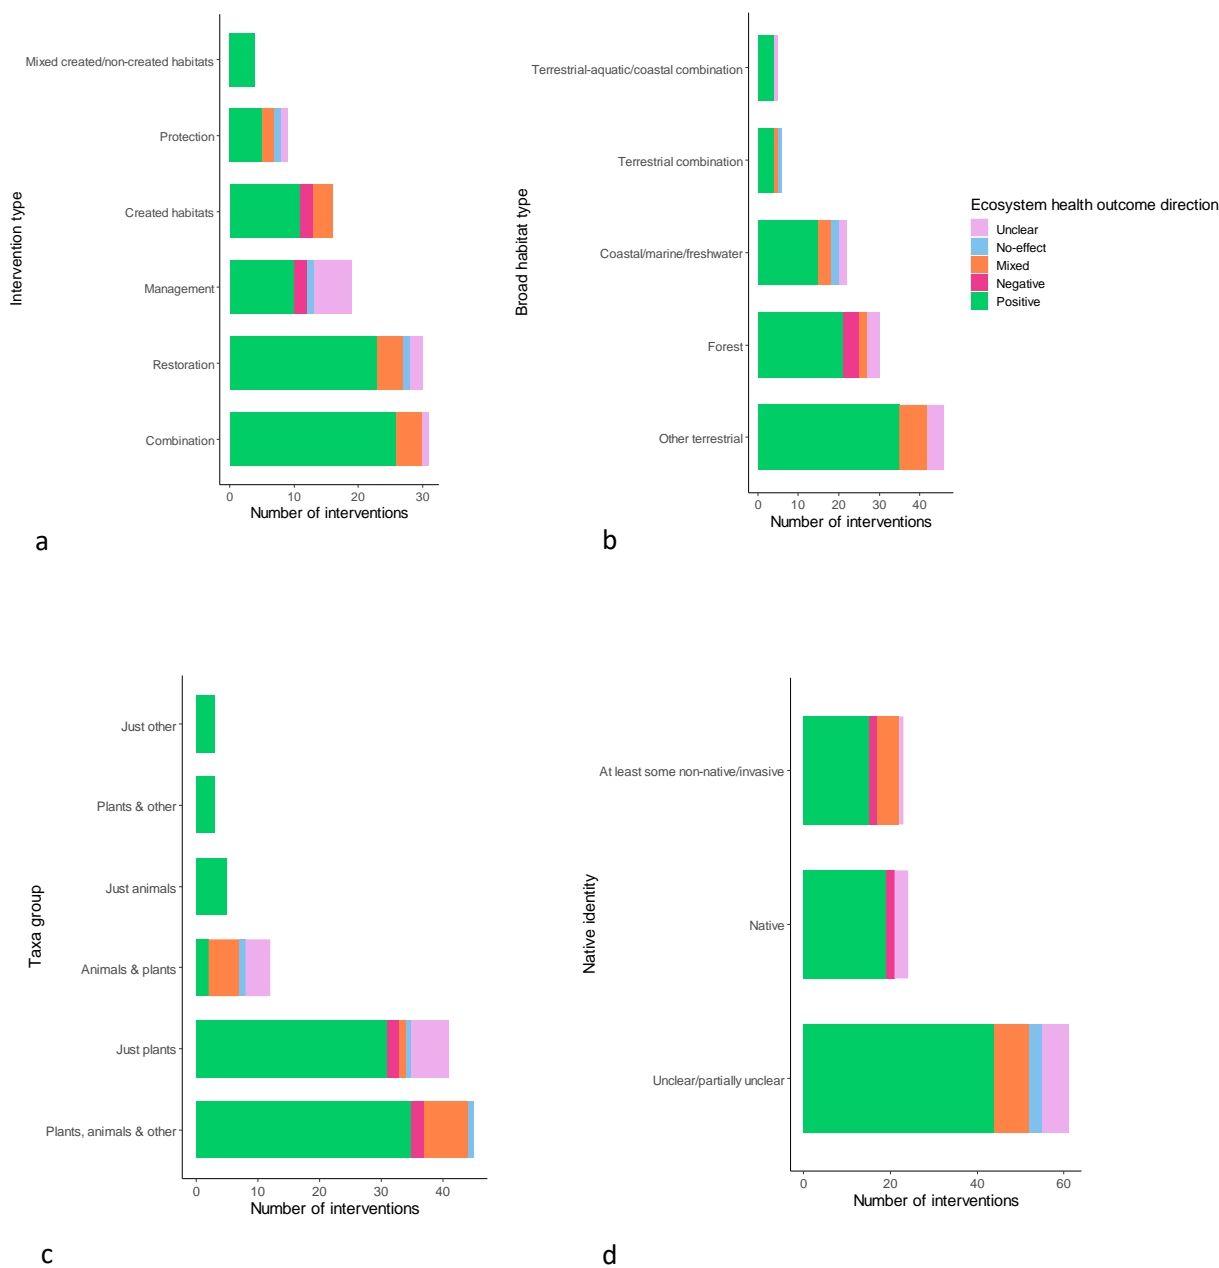 Intervention type
Mixed created/non-created habitats
Protection
Created habitats
Management
Restoration
Combination
0 10 20 30
Number of interventions
a
Broad habitat type
Terrestrial-aquatic/coastal combination
Terrestrial combination
Coastal/marine/freshwater
Forest
Other terrestrial
0 10 20 30 40
Number of interventions
b
Ecosystem health outcome direction
Unclear
No-effect
Mixed
Negative
Positive
Taxa group
Just other
Plants & other
Just animals
Animals & plants
Just plants
Plants, animals & other
0 10 20 30 40
Number of interventions
c
Native identity
At least some non-native/invasive
Native
Unclear/partially unclear
0 20 40 60
Number of interventions
d